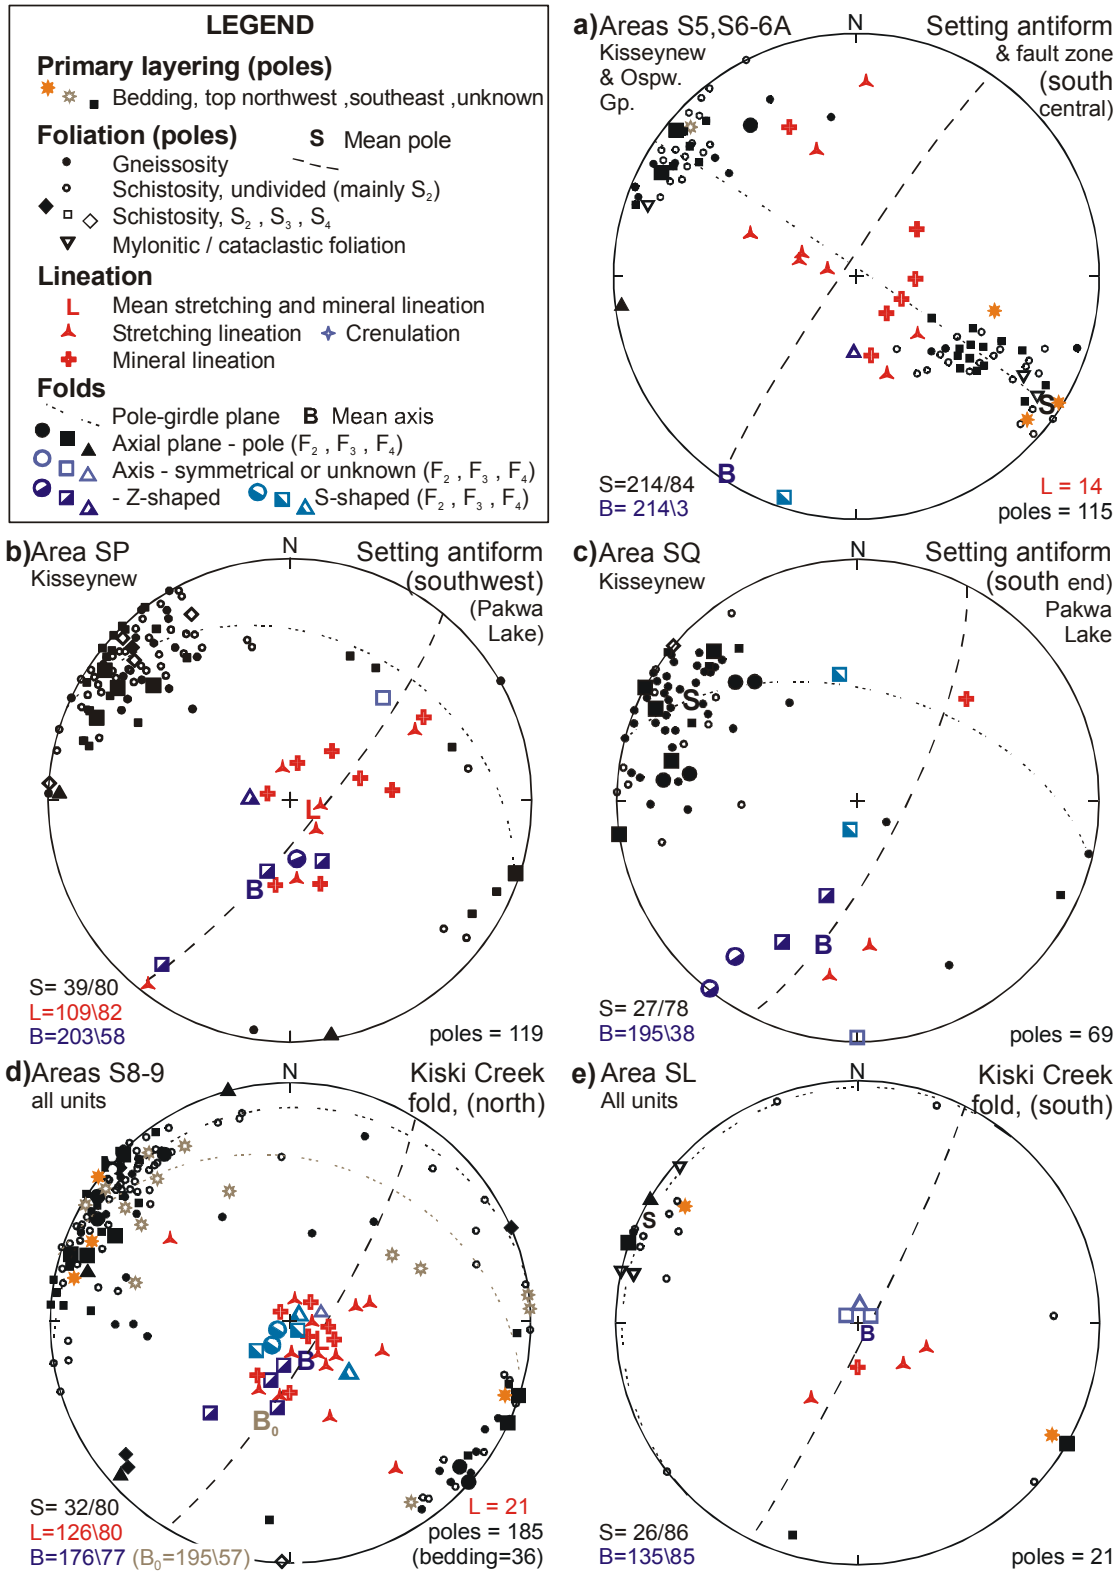 LEGEND
Primary layering (poles)
Bedding, top northwest ,southeast ,unknown
Foliation (poles) S Mean pole
Gneissosity
Schistosity, undivided (mainly S₂)
Schistosity, S₂ , S₃ , S₄
Mylonitic / cataclastic foliation
Lineation
L Mean stretching and mineral lineation
Stretching lineation Crenulation
Mineral lineation
Folds
Pole-girdle plane B Mean axis
Axial plane - pole (F₂ , F₃ , F₄)
Axis - symmetrical or unknown (F₂ , F₃ , F₄)
- Z-shaped S-shaped (F₂ , F₃ , F₄)
a) Areas S5,S6-6A
Kisseynew
& Ospw.
Gp.
N
Setting antiform
& fault zone
(south
central)
S
B
S=214/84
B= 214\3
L = 14
poles = 115
b) Area SP
Kisseynew
N
Setting antiform
(southwest)
(Pakwa
Lake)
L
B
S= 39/80
L=109\82
B=203\58
poles = 119
c) Area SQ
Kisseynew
N
Setting antiform
(south end)
Pakwa
Lake
S
B
S= 27/78
B=195\38
poles = 69
d) Areas S8-9
all units
N
Kiski Creek
fold, (north)
L
B
B₀
S= 32/80
L=126\80
B=176\77 (B₀=195\57)
L = 21
poles = 185
(bedding=36)
e) Area SL
All units
N
Kiski Creek
fold, (south)
S
B
S= 26/86
B=135\85
poles = 21